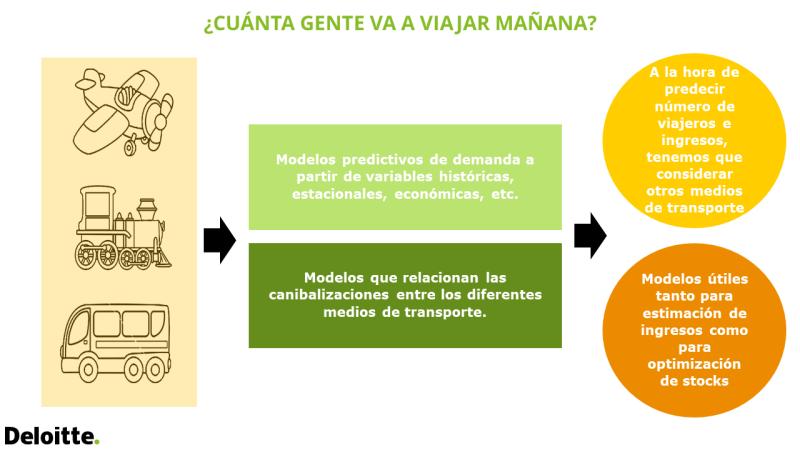 ¿CUÁNTA GENTE VA A VIAJAR MAÑANA?
Modelos predictivos de demanda a
partir de variables históricas,
estacionales, económicas, etc.
Modelos que relacionan las
canibalizaciones entre los diferentes
medios de transporte.
A la hora de
predecir
número de
viajeros e
ingresos,
tenemos que
considerar
otros medios
de transporte
Modelos útiles
tanto para
estimación de
ingresos como
para
optimización
de stocks
Deloitte.